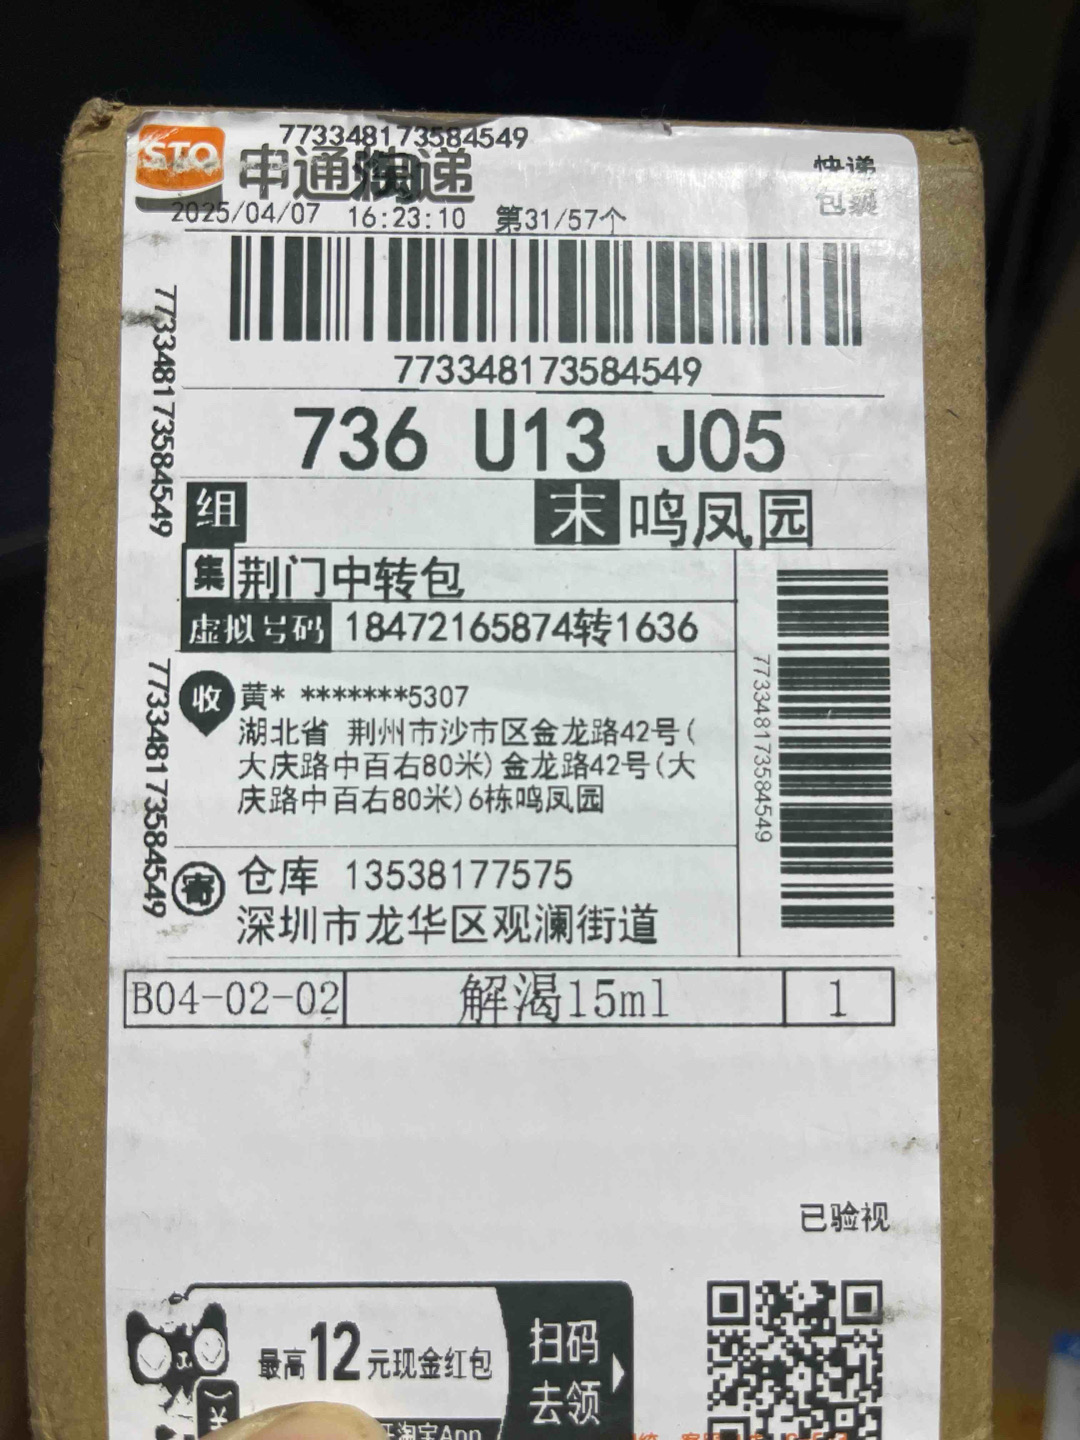 773348173584549
STO
申通快递
快递
包裹
2025/04/07 16:23:10 第31/57个
773348173584549
773348173584549
736 U13 J05
组
末 鸣凤园
集 荆门中转包
虚拟号码 18472165874转1636
773348173584549
773348173584549
收 黄* *******5307
湖北省 荆州市沙市区金龙路42号(
大庆路中百右80米)金龙路42号(大
庆路中百右80米)6栋鸣凤园
寄 仓库 13538177575
深圳市龙华区观澜街道
B04-02-02 解渴15ml 1
已验视
最高12元现金红包
扫码
去领
淘宝App